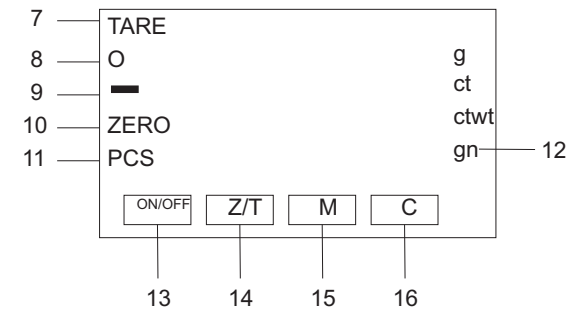 7 TARE
8 O g
9 ct
ctwt
10 ZERO
11 PCS gn 12
ON/OFF Z/T M C
13 14 15 16